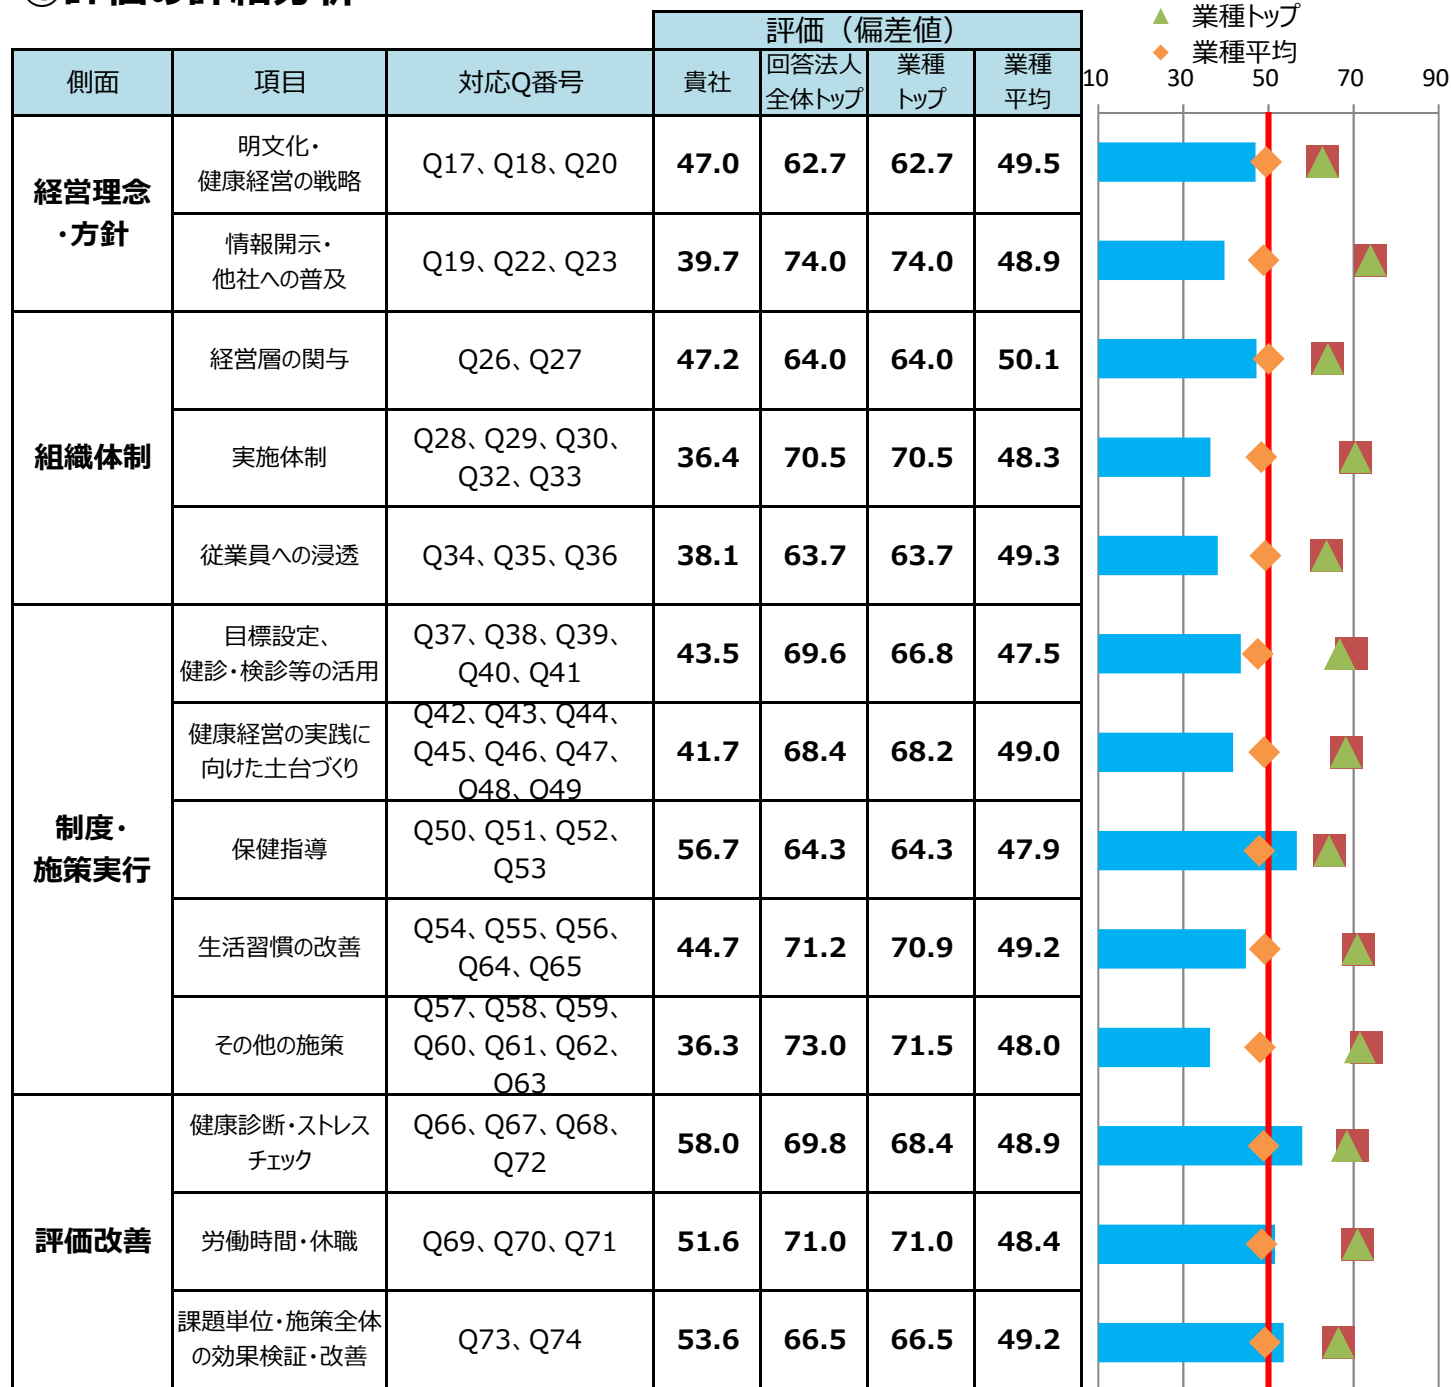 評価の詳細分析
▲ 業種トップ
◆ 業種平均
評価（偏差値）
側面 項目 対応Q番号 貴社 回答法人全体トップ 業種トップ 業種平均
10 30 50 70 90
経営理念
・方針
明文化・
健康経営の戦略
Q17、Q18、Q20
47.0 62.7 62.7 49.5
情報開示・
他社への普及
Q19、Q22、Q23
39.7 74.0 74.0 48.9
組織体制
経営層の関与
Q26、Q27
47.2 64.0 64.0 50.1
実施体制
Q28、Q29、Q30、
Q32、Q33
36.4 70.5 70.5 48.3
従業員への浸透
Q34、Q35、Q36
38.1 63.7 63.7 49.3
制度・
施策実行
目標設定、
健診・検診等の活用
Q37、Q38、Q39、
Q40、Q41
43.5 69.6 66.8 47.5
健康経営の実践に
向けた土台づくり
Q42、Q43、Q44、
Q45、Q46、Q47、
Q48、Q49
41.7 68.4 68.2 49.0
保健指導
Q50、Q51、Q52、
Q53
56.7 64.3 64.3 47.9
生活習慣の改善
Q54、Q55、Q56、
Q64、Q65
44.7 71.2 70.9 49.2
その他の施策
Q57、Q58、Q59、
Q60、Q61、Q62、
Q63
36.3 73.0 71.5 48.0
評価改善
健康診断・ストレス
チェック
Q66、Q67、Q68、
Q72
58.0 69.8 68.4 48.9
労働時間・休職
Q69、Q70、Q71
51.6 71.0 71.0 48.4
課題単位・施策全体
の効果検証・改善
Q73、Q74
53.6 66.5 66.5 49.2